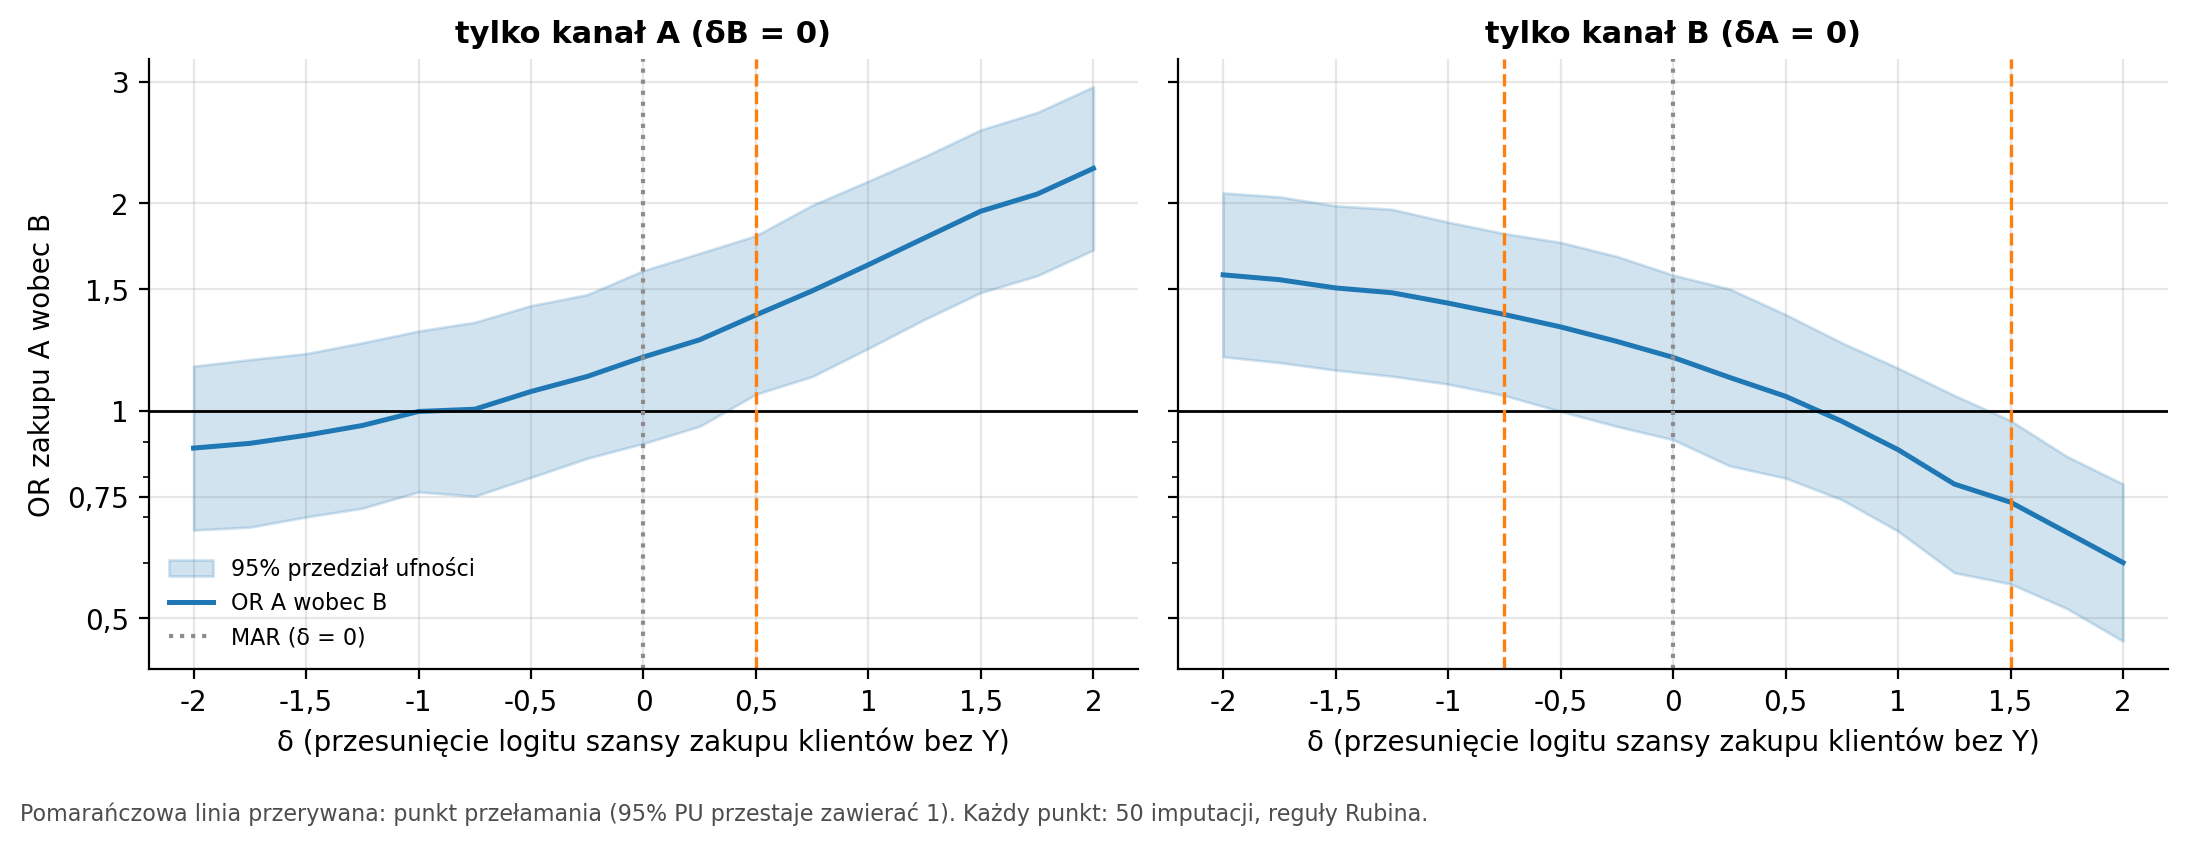 tylko kanał A (δB = 0)
tylko kanał B (δA = 0)
OR zakupu A wobec B
3
2
1,5
1
0,75
0,5
95% przedział ufności
OR A wobec B
MAR (δ = 0)
-2 -1,5 -1 -0,5 0 0,5 1 1,5 2
-2 -1,5 -1 -0,5 0 0,5 1 1,5 2
δ (przesunięcie logitu szansy zakupu klientów bez Y)
δ (przesunięcie logitu szansy zakupu klientów bez Y)
Pomarańczowa linia przerywana: punkt przełamania (95% PU przestaje zawierać 1). Każdy punkt: 50 imputacji, reguły Rubina.